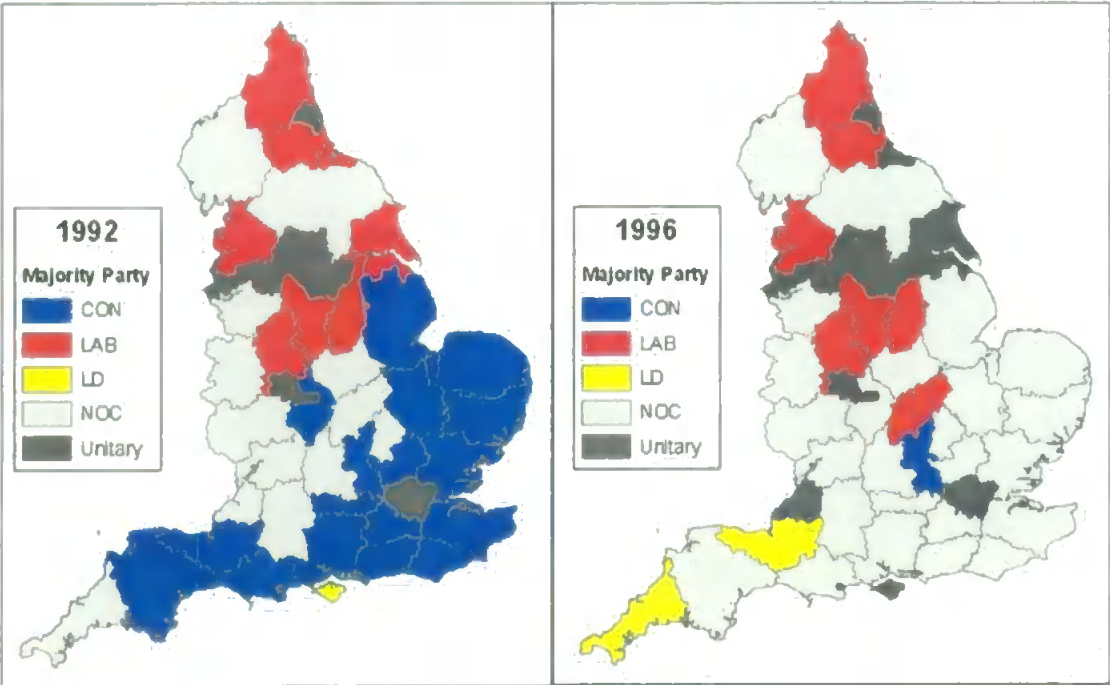 1992
Majority Party
CON
LAB
LD
NOC
Unitary
1996
Majority Party
CON
LAB
LD
NOC
Unitary